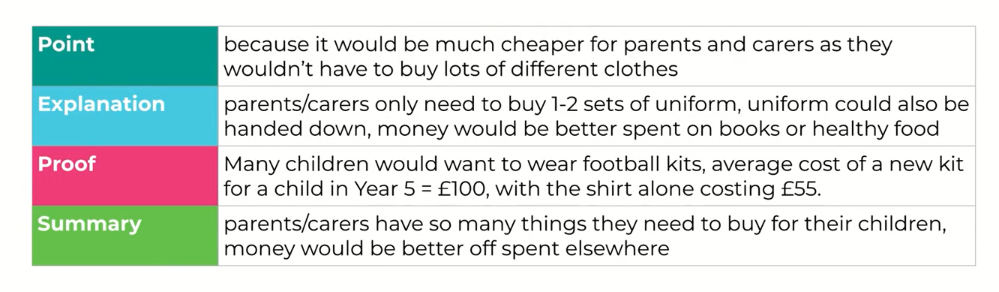 Point
because it would be much cheaper for parents and carers as they
wouldn't have to buy lots of different clothes
Explanation
parents/carers only need to buy 1-2 sets of uniform, uniform could also be
handed down, money would be better spent on books or healthy food
Proof
Many children would want to wear football kits, average cost of a new kit
for a child in Year 5 = £100, with the shirt alone costing £55.
Summary
parents/carers have so many things they need to buy for their children,
money would be better off spent elsewhere